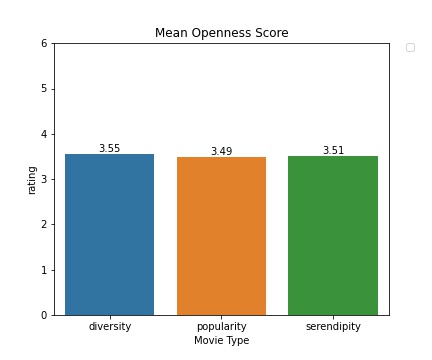 Mean Openness Score
6
5
4
3
2
1
0
rating
3.55
3.49
3.51
diversity
popularity
serendipity
Movie Type